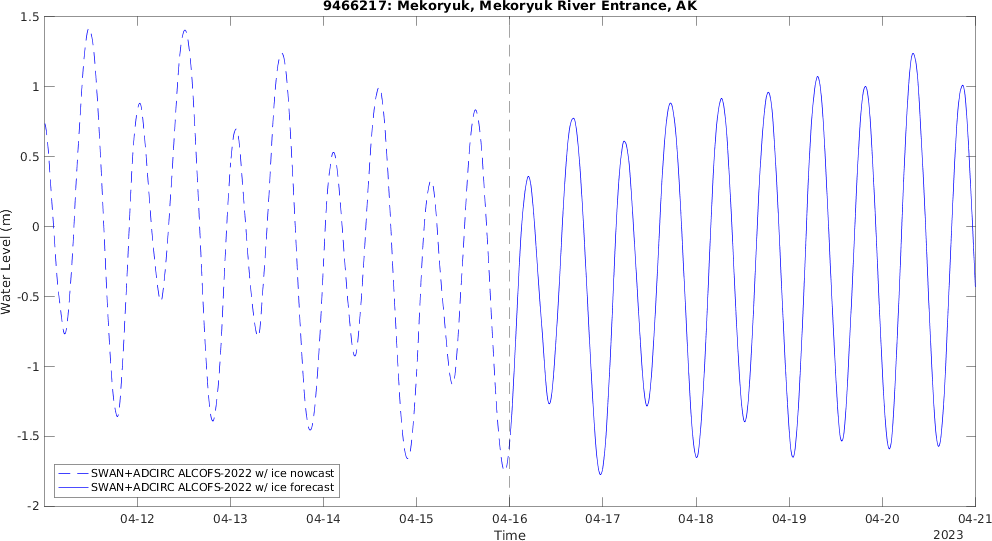 9466217: Mekoryuk, Mekoryuk River Entrance, AK
1.5
1
0.5
0
-0.5
-1
-1.5
-2
Water Level (m)
SWAN+ADCIRC ALCOFS-2022 w/ ice nowcast
SWAN+ADCIRC ALCOFS-2022 w/ ice forecast
04-12 04-13 04-14 04-15 04-16 04-17 04-18 04-19 04-20 04-21
Time
2023